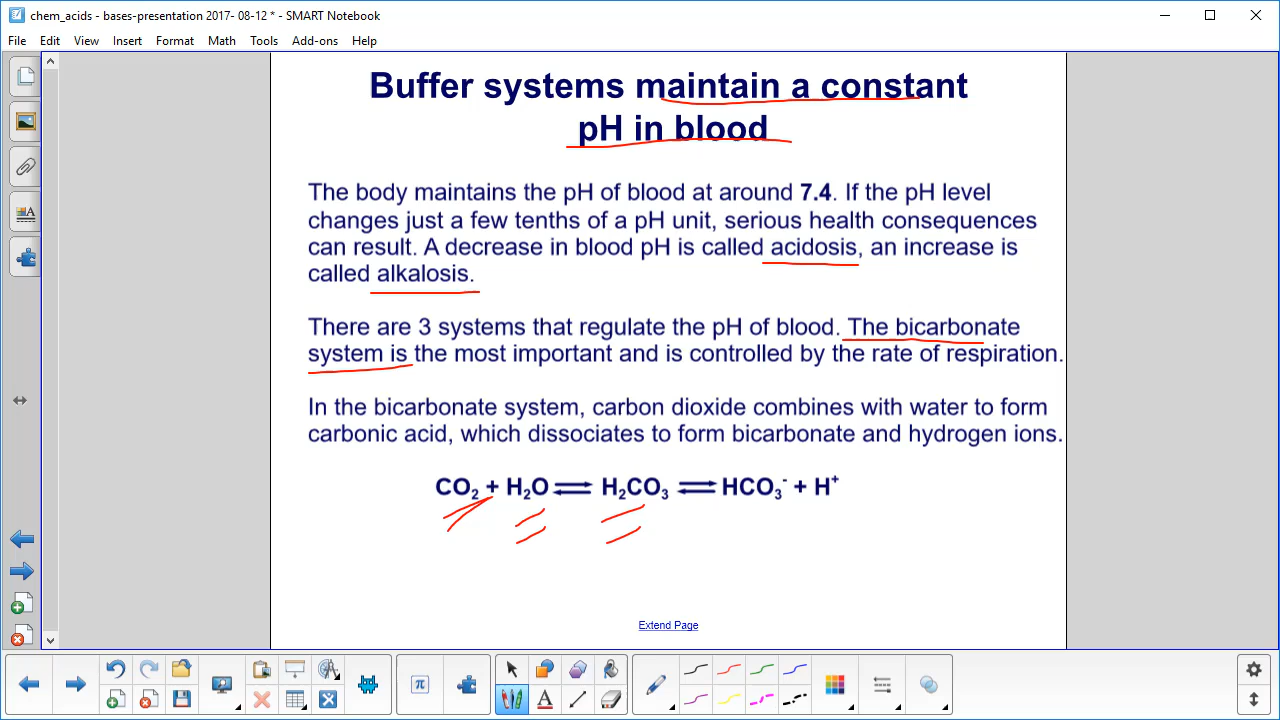 chem_acids - bases-presentation 2017- 08-12 * - SMART Notebook
File Edit View Insert Format Math Tools Add-ons Help
Buffer systems maintain a constant
pH in blood
The body maintains the pH of blood at around 7.4. If the pH level
changes just a few tenths of a pH unit, serious health consequences
can result. A decrease in blood pH is called acidosis, an increase is
called alkalosis.
There are 3 systems that regulate the pH of blood. The bicarbonate
system is the most important and is controlled by the rate of respiration.
In the bicarbonate system, carbon dioxide combines with water to form
carbonic acid, which dissociates to form bicarbonate and hydrogen ions.
CO₂ + H₂O ⇌ H₂CO₃ ⇌ HCO₃⁻ + H⁺
Extend Page